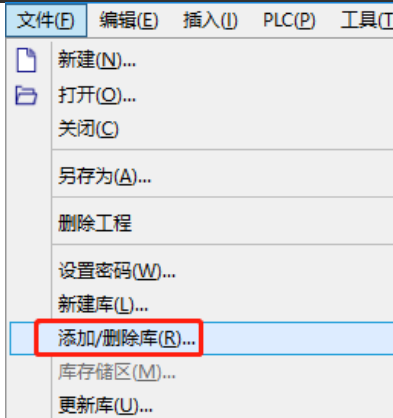 文件(F) 编辑(E) 插入(I) PLC(P) 工具(T
新建(N)...
打开(O)...
关闭(C)
另存为(A)...
删除工程
设置密码(W)...
新建库(L)...
添加/删除库(R)...
库存储区(M)...
更新库(U)...